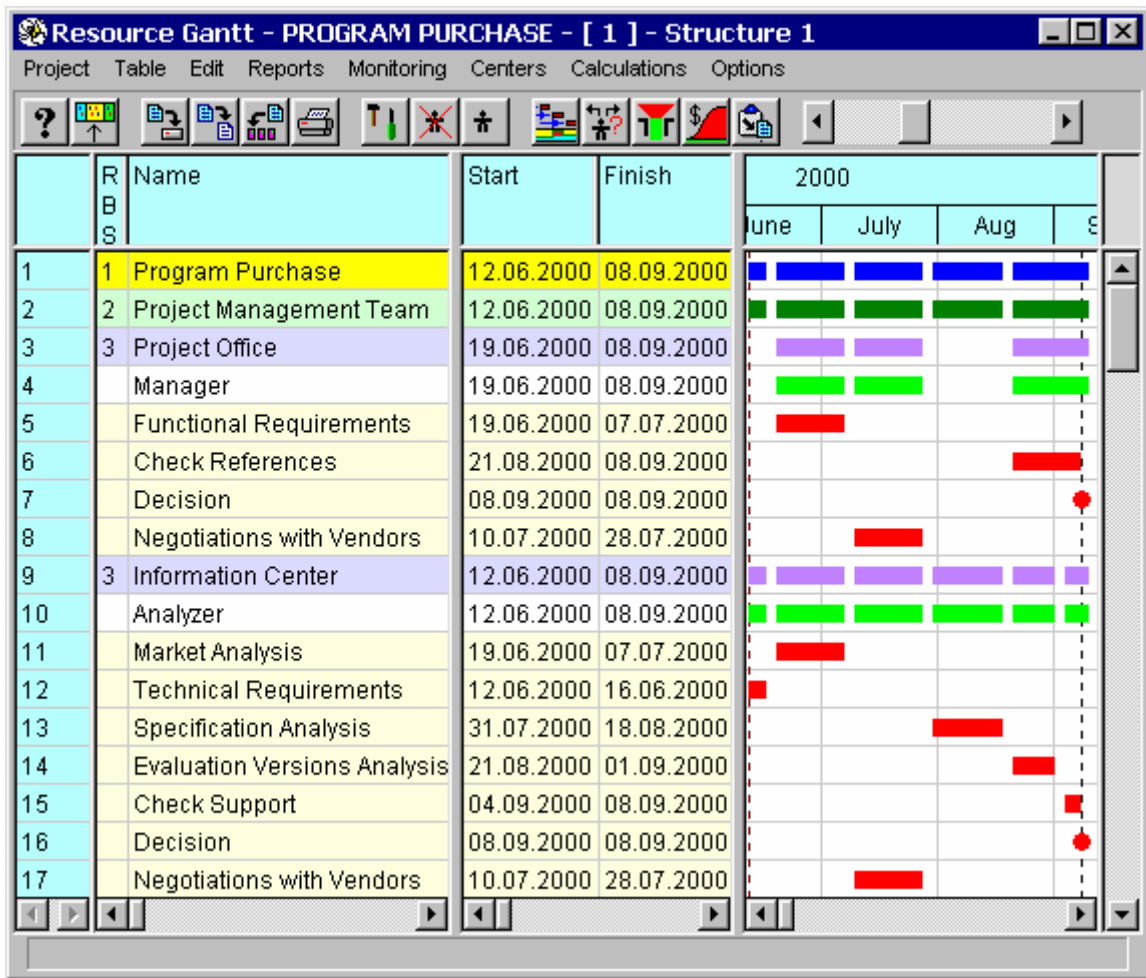 Resource Gantt - PROGRAM PURCHASE - [ 1 ] - Structure 1
Project Table Edit Reports Monitoring Centers Calculations Options
RBS Name Start Finish 2000
June July Aug S
1 1 Program Purchase 12.06.2000 08.09.2000
2 2 Project Management Team 12.06.2000 08.09.2000
3 3 Project Office 19.06.2000 08.09.2000
4 Manager 19.06.2000 08.09.2000
5 Functional Requirements 19.06.2000 07.07.2000
6 Check References 21.08.2000 08.09.2000
7 Decision 08.09.2000 08.09.2000
8 Negotiations with Vendors 10.07.2000 28.07.2000
9 3 Information Center 12.06.2000 08.09.2000
10 Analyzer 12.06.2000 08.09.2000
11 Market Analysis 19.06.2000 07.07.2000
12 Technical Requirements 12.06.2000 16.06.2000
13 Specification Analysis 31.07.2000 18.08.2000
14 Evaluation Versions Analysis 21.08.2000 01.09.2000
15 Check Support 04.09.2000 08.09.2000
16 Decision 08.09.2000 08.09.2000
17 Negotiations with Vendors 10.07.2000 28.07.2000